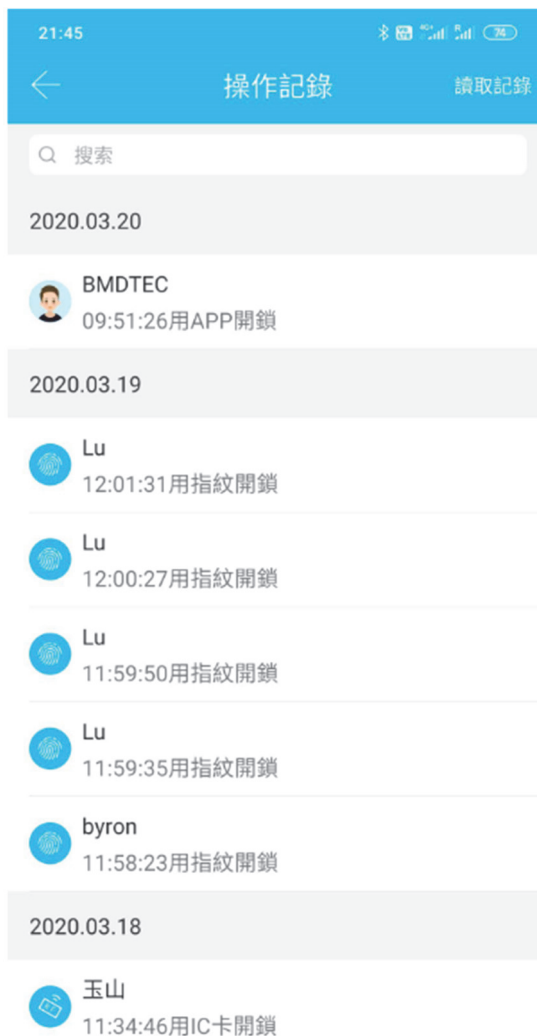 21:45
74
操作記錄
讀取記錄
搜索
2020.03.20
BMDTEC
09:51:26用APP開鎖
2020.03.19
Lu
12:01:31用指紋開鎖
Lu
12:00:27用指紋開鎖
Lu
11:59:50用指紋開鎖
Lu
11:59:35用指紋開鎖
byron
11:58:23用指紋開鎖
2020.03.18
玉山
11:34:46用IC卡開鎖